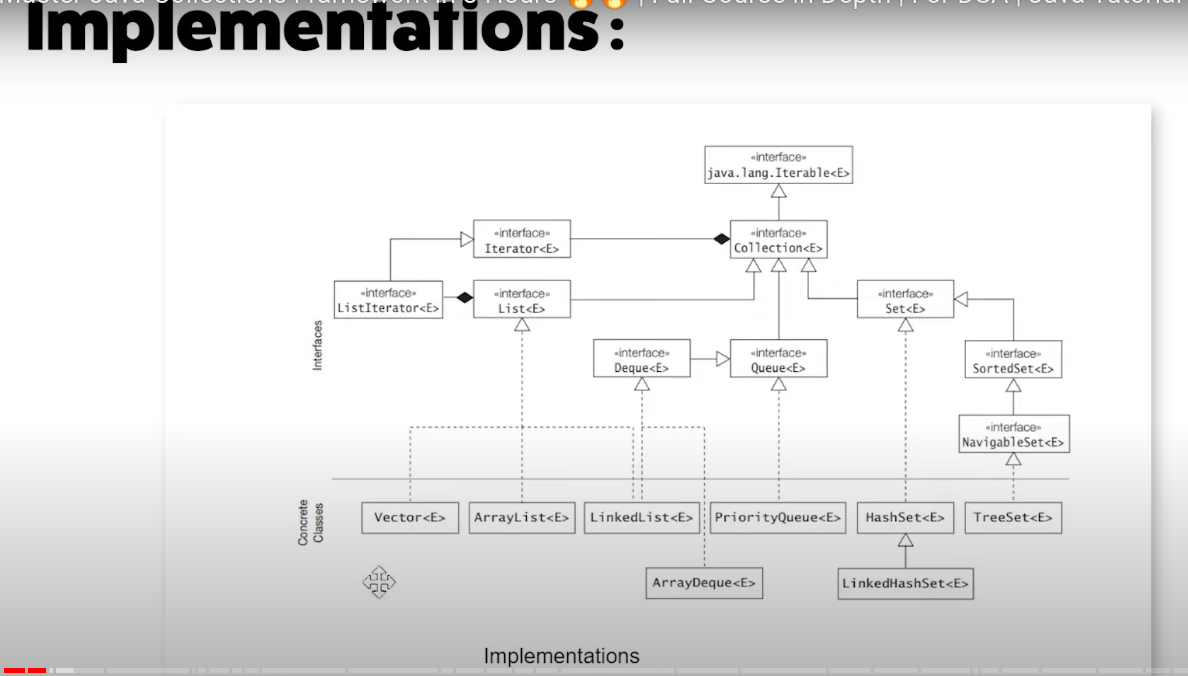 Master Java Collections Framework in 3 Hours 🔥🔥 | Full Source In Depth | For DSA | Java Tutorial
Implementations:
«interface»
java.lang.Iterable<E>
«interface»
Iterator<E>
«interface»
Collection<E>
«interface»
ListIterator<E>
«interface»
List<E>
«interface»
Set<E>
Interfaces
«interface»
Deque<E>
«interface»
Queue<E>
«interface»
SortedSet<E>
«interface»
NavigableSet<E>
Concrete
Classes
Vector<E>
ArrayList<E>
LinkedList<E>
PriorityQueue<E>
HashSet<E>
TreeSet<E>
ArrayDeque<E>
LinkedHashSet<E>
Implementations